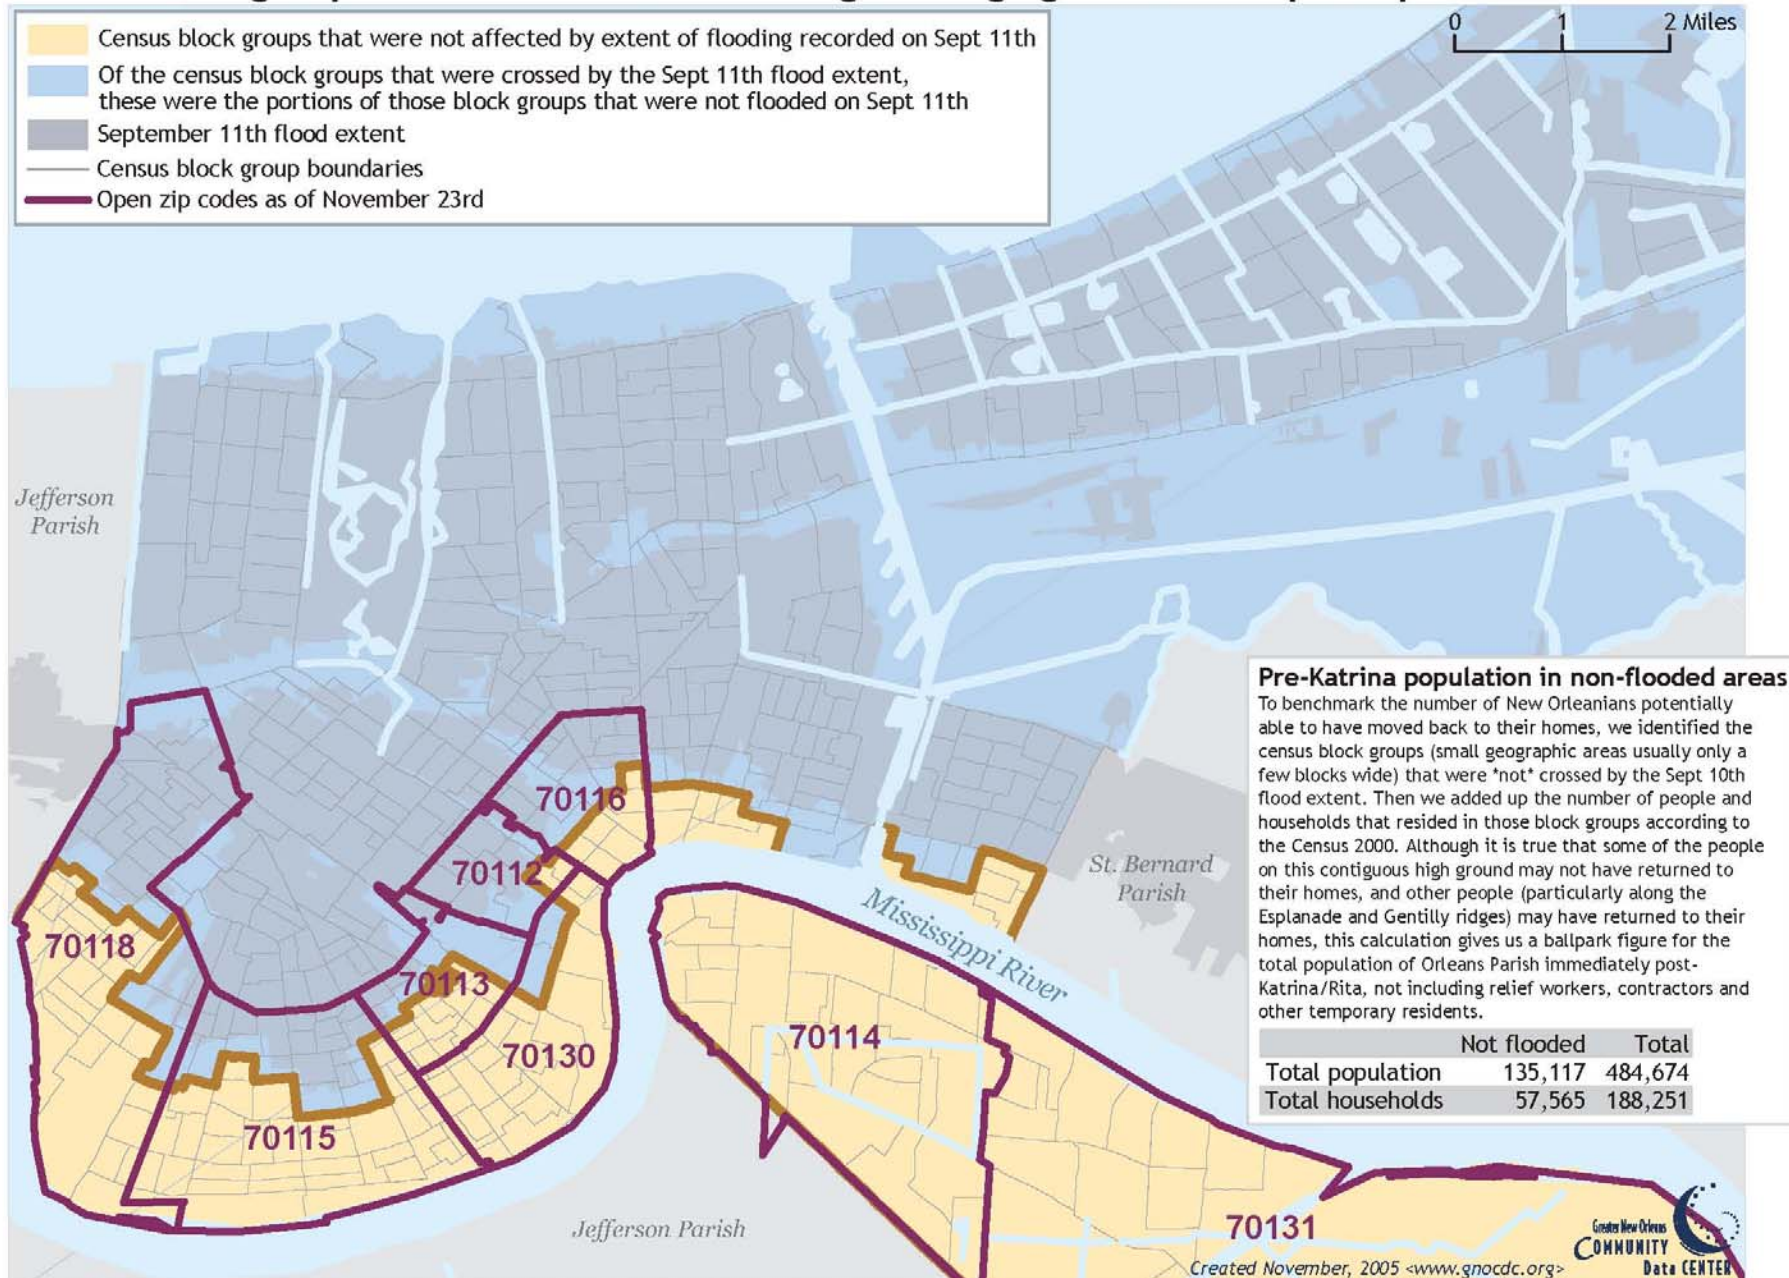 0 1 2 Miles
Census block groups that were not affected by extent of flooding recorded on Sept 11th
Of the census block groups that were crossed by the Sept 11th flood extent,
these were the portions of those block groups that were not flooded on Sept 11th
September 11th flood extent
Census block group boundaries
Open zip codes as of November 23rd
Jefferson
Parish
Pre-Katrina population in non-flooded areas
To benchmark the number of New Orleanians potentially
able to have moved back to their homes, we identified the
census block groups (small geographic areas usually only a
few blocks wide) that were *not* crossed by the Sept 10th
flood extent. Then we added up the number of people and
households that resided in those block groups according to
the Census 2000. Although it is true that some of the people
on this contiguous high ground may not have returned to
their homes, and other people (particularly along the
Esplanade and Gentilly ridges) may have returned to their
homes, this calculation gives us a ballpark figure for the
total population of Orleans Parish immediately post-
Katrina/Rita, not including relief workers, contractors and
other temporary residents.
Not flooded Total
Total population 135,117 484,674
Total households 57,565 188,251
70116
70112
St. Bernard
Parish
Mississippi River
70118
70113
70114
70130
70115
Jefferson Parish
70131
Greater New Orleans
COMMUNITY
Data CENTER
Created November, 2005 <www.gnocdc.org>